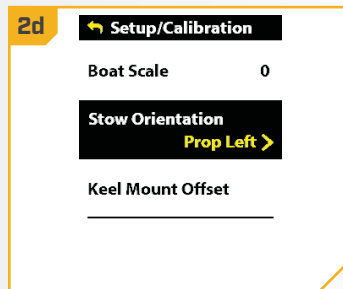 2d
Setup/Calibration
Boat Scale 0
Stow Orientation
Prop Left >
Keel Mount Offset